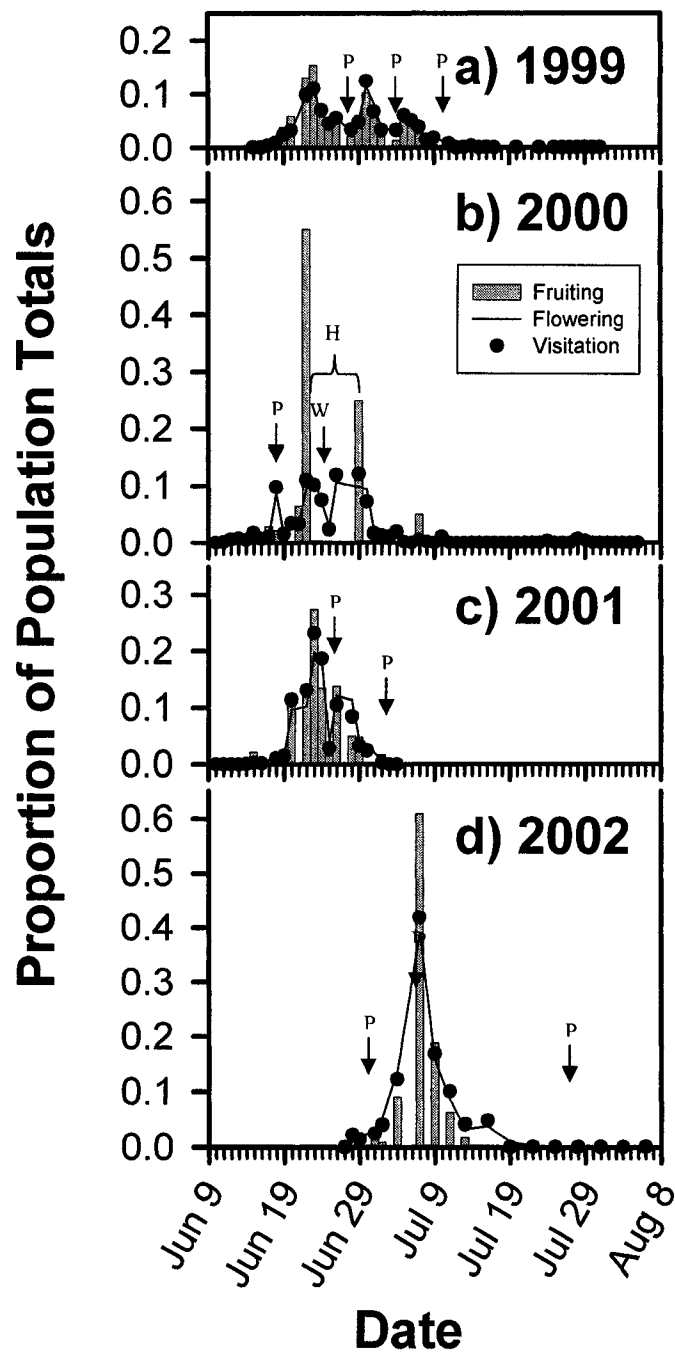 Proportion of Population Totals
a) 1999
P P P
0.2
0.1
0.0
b) 2000
0.6
0.5
0.4
0.3
0.2
0.1
0.0
Fruiting
Flowering
Visitation
H
P W
c) 2001
0.3
0.2
0.1
0.0
P
P
d) 2002
0.6
0.5
0.4
0.3
0.2
0.1
0.0
P P
Jun 9 Jun 19 Jun 29 Jul 9 Jul 19 Jul 29 Aug 8
Date